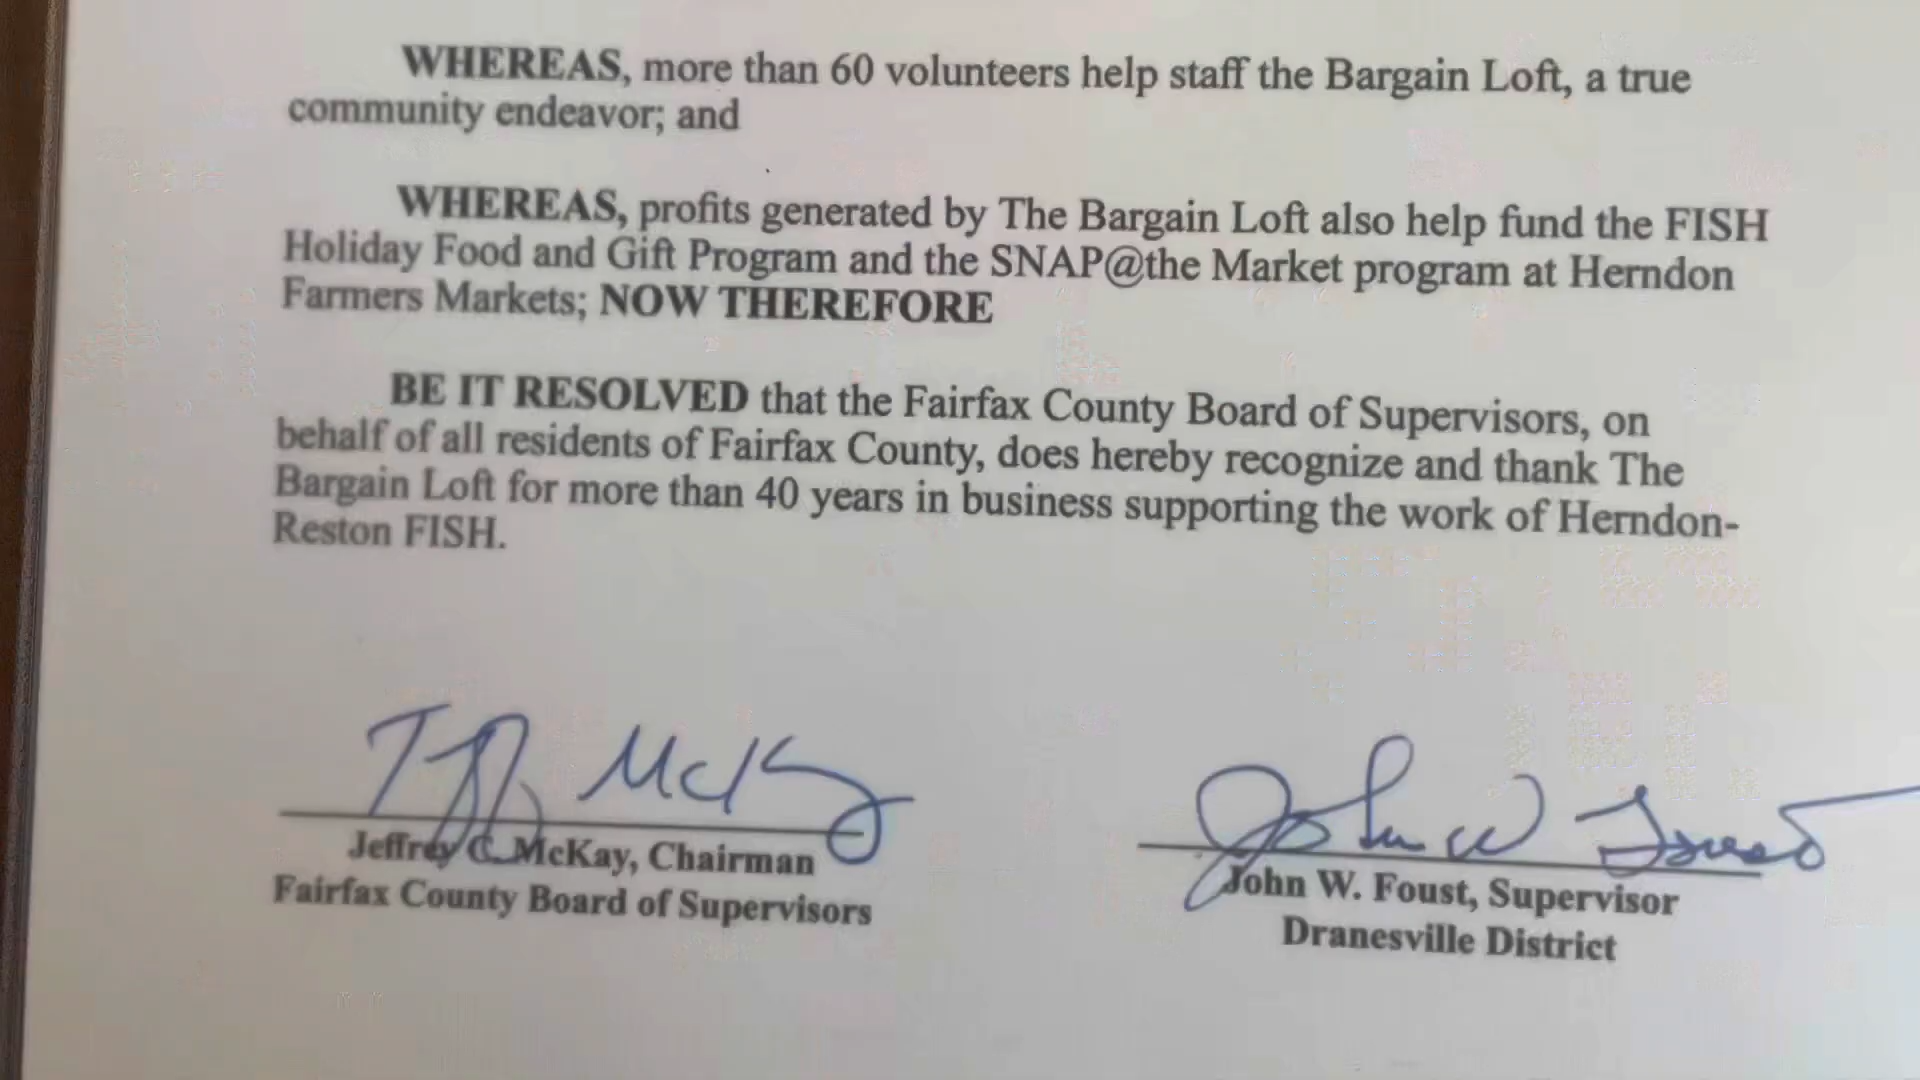 WHEREAS, more than 60 volunteers help staff the Bargain Loft, a true
community endeavor; and
WHEREAS, profits generated by The Bargain Loft also help fund the FISH
Holiday Food and Gift Program and the SNAP@the Market program at Herndon
Farmers Markets; NOW THEREFORE
BE IT RESOLVED that the Fairfax County Board of Supervisors, on
behalf of all residents of Fairfax County, does hereby recognize and thank The
Bargain Loft for more than 40 years in business supporting the work of Herndon-
Reston FISH.
Jeff McKay
Jeffrey C. McKay, Chairman
Fairfax County Board of Supervisors
John W Foust
John W. Foust, Supervisor
Dranesville District